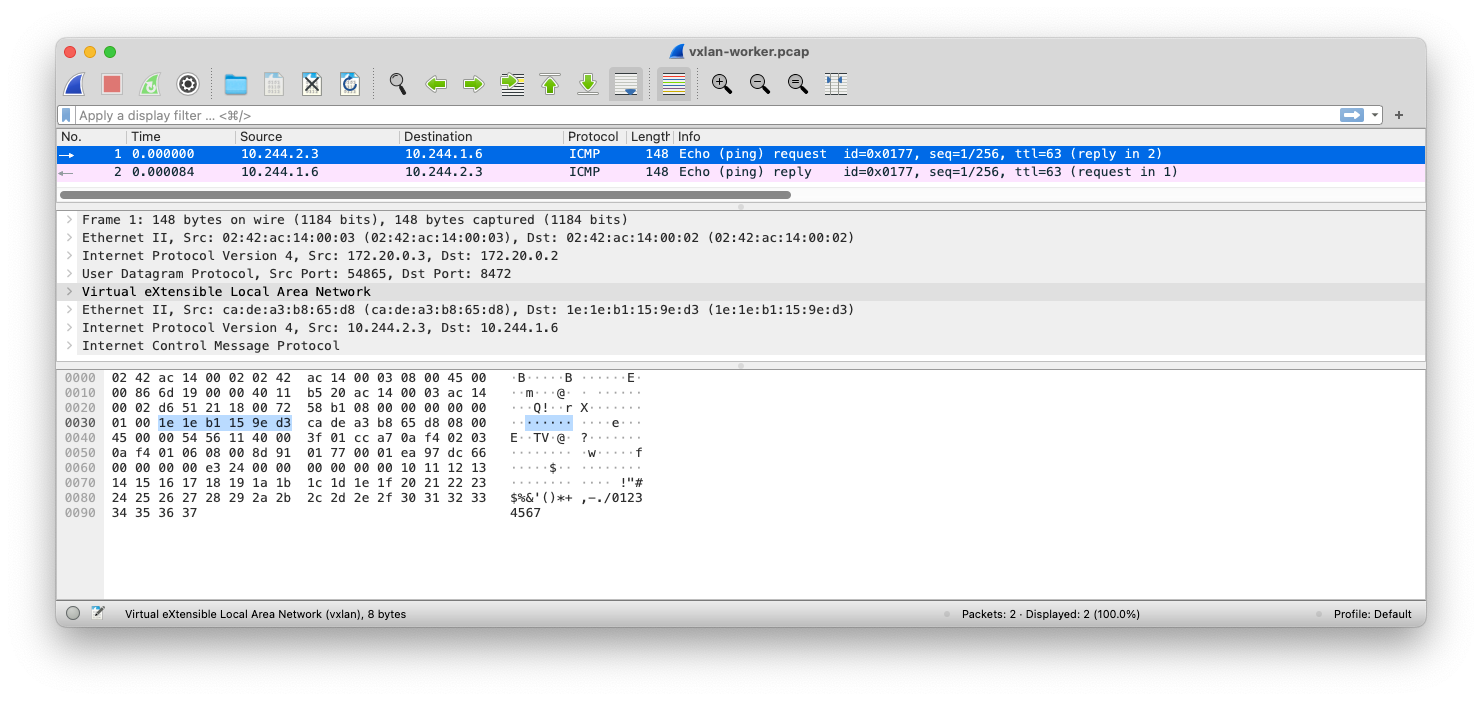 vxlan-worker.pcap
Apply a display filter ... <⌘/>
+
No. Time Source Destination Protocol Length Info
1 0.000000 10.244.2.3 10.244.1.6 ICMP 148 Echo (ping) request id=0x0177, seq=1/256, ttl=63 (reply in 2)
2 0.000084 10.244.1.6 10.244.2.3 ICMP 148 Echo (ping) reply id=0x0177, seq=1/256, ttl=63 (request in 1)
Frame 1: 148 bytes on wire (1184 bits), 148 bytes captured (1184 bits)
Ethernet II, Src: 02:42:ac:14:00:03 (02:42:ac:14:00:03), Dst: 02:42:ac:14:00:02 (02:42:ac:14:00:02)
Internet Protocol Version 4, Src: 172.20.0.3, Dst: 172.20.0.2
User Datagram Protocol, Src Port: 54865, Dst Port: 8472
Virtual eXtensible Local Area Network
Ethernet II, Src: ca:de:a3:b8:65:d8 (ca:de:a3:b8:65:d8), Dst: 1e:1e:b1:15:9e:d3 (1e:1e:b1:15:9e:d3)
Internet Protocol Version 4, Src: 10.244.2.3, Dst: 10.244.1.6
Internet Control Message Protocol
0000 02 42 ac 14 00 02 02 42 ac 14 00 03 08 00 45 00 ·B·····B ······E·
0010 00 86 6d 19 00 00 40 11 b5 20 ac 14 00 03 ac 14 ··m···@· · ······
0020 00 02 d6 51 21 18 00 72 58 b1 08 00 00 00 00 00 ···Q!··r X·······
0030 01 00 1e 1e b1 15 9e d3 ca de a3 b8 65 d8 08 00 ········ ····e···
0040 45 00 00 54 56 11 40 00 3f 01 cc a7 0a f4 02 03 E··TV·@· ?·······
0050 0a f4 01 06 08 00 8d 91 01 77 00 01 ea 97 dc 66 ········ ·w·····f
0060 00 00 00 00 e3 24 00 00 00 00 00 00 10 11 12 13 ·····$·· ········
0070 14 15 16 17 18 19 1a 1b 1c 1d 1e 1f 20 21 22 23 ········ ···· !"#
0080 24 25 26 27 28 29 2a 2b 2c 2d 2e 2f 30 31 32 33 $%&'()*+ ,-./0123
0090 34 35 36 37 4567
Virtual eXtensible Local Area Network (vxlan), 8 bytes Packets: 2 · Displayed: 2 (100.0%) Profile: Default